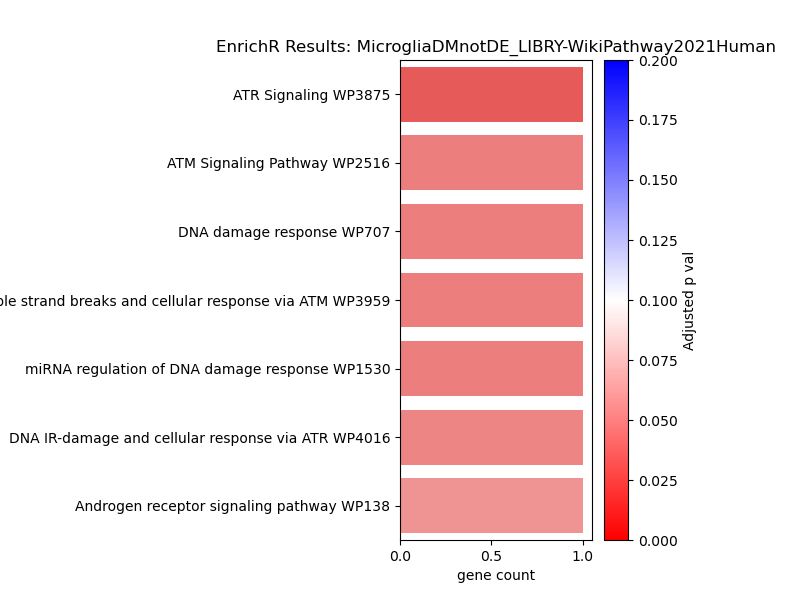 EnrichR Results: MicrogliaDMnotDE_LIBRY-WikiPathway2021Human
ATR Signaling WP3875
ATM Signaling Pathway WP2516
DNA damage response WP707
strand breaks and cellular response via ATM WP3959
miRNA regulation of DNA damage response WP1530
DNA IR-damage and cellular response via ATR WP4016
Androgen receptor signaling pathway WP138
0.0 0.5 1.0
gene count
0.200
0.175
0.150
0.125
0.100
0.075
0.050
0.025
0.000
Adjusted p val